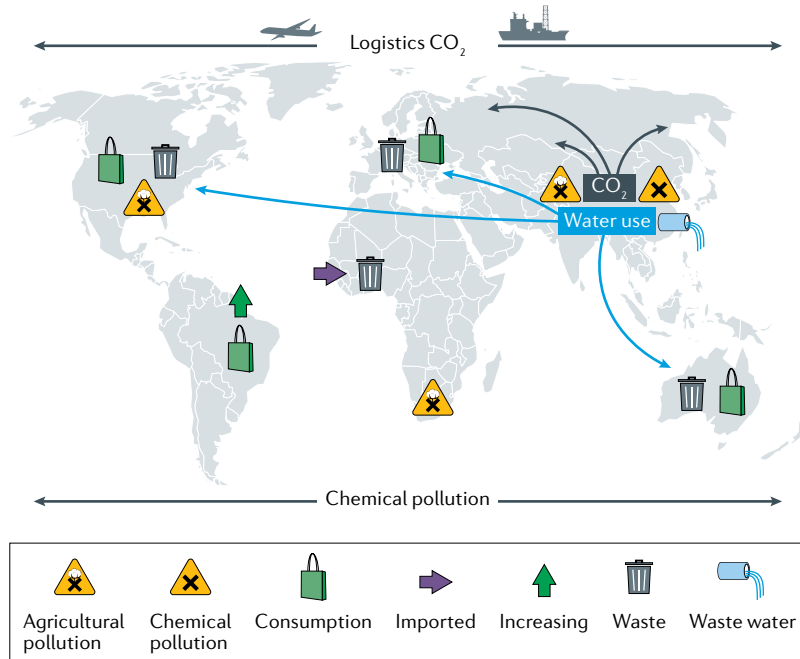 Logistics CO₂
CO₂
Water use
Chemical pollution
Agricultural
pollution
Chemical
pollution
Consumption
Imported
Increasing
Waste
Waste water